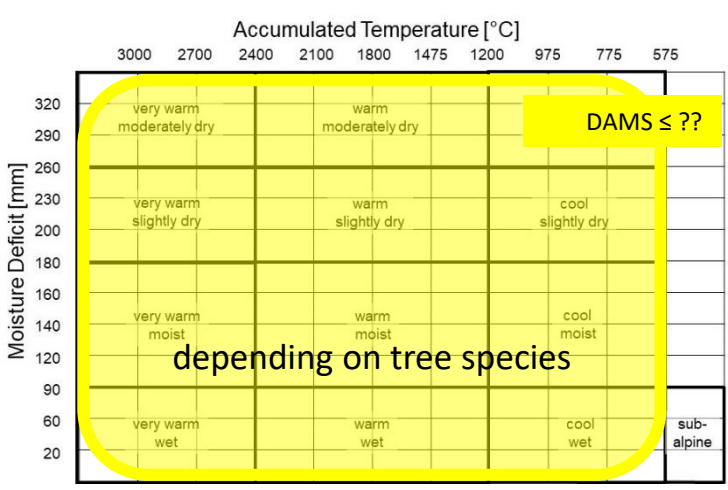 Accumulated Temperature [°C]
3000 2700 2400 2100 1800 1475 1200 975 775 575
Moisture Deficit [mm]
320
290
260
230
200
180
160
140
120
90
60
20
very warm
moderately dry
warm
moderately dry
DAMS ≤ ??
very warm
slightly dry
warm
slightly dry
cool
slightly dry
very warm
moist
warm
moist
cool
moist
depending on tree species
very warm
wet
warm
wet
cool
wet
sub-
alpine